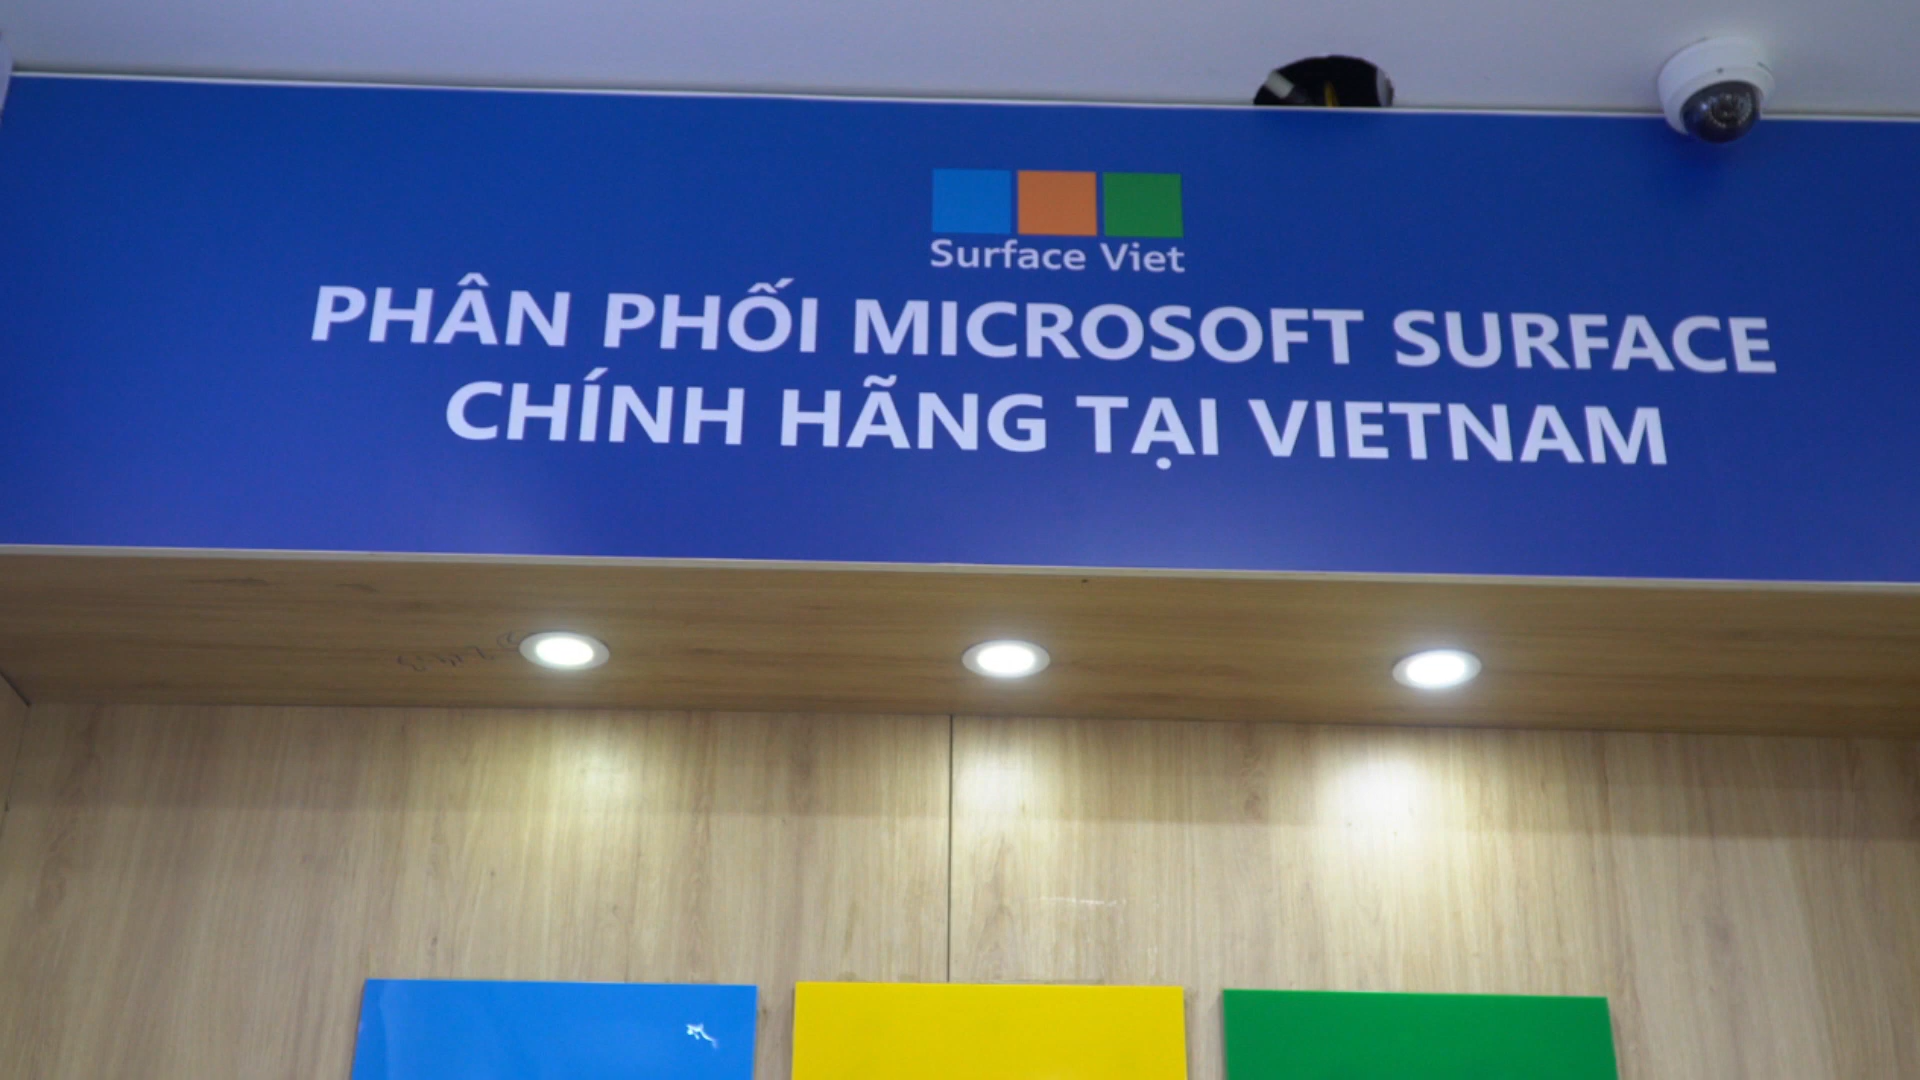 Surface Viet
PHÂN PHỐI MICROSOFT SURFACE
CHÍNH HÃNG TẠI VIETNAM